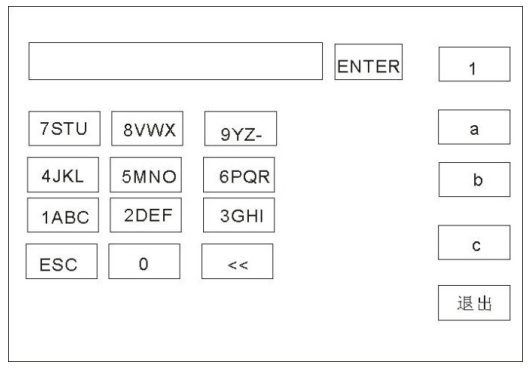 ENTER
1
7STU 8VWX 9YZ-
a
4JKL 5MNO 6PQR
b
1ABC 2DEF 3GHI
c
ESC 0 <<
退出